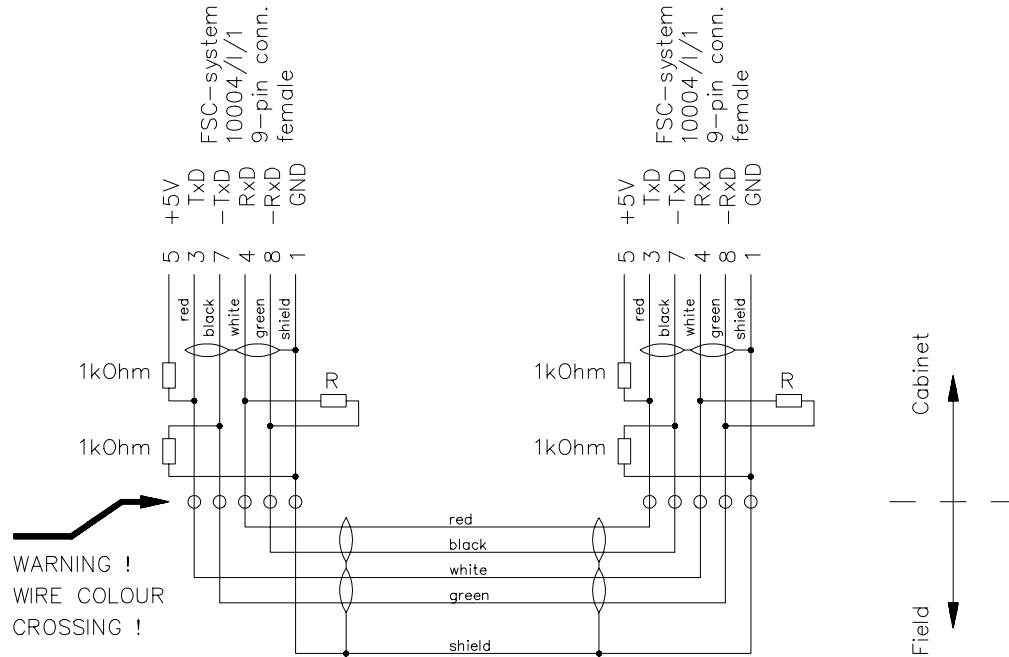 FSC-system
10004/I/1
9-pin conn.
female
FSC-system
10004/I/1
9-pin conn.
female
+5V
TxD
-TxD
RxD
-RxD
GND
+5V
TxD
-TxD
RxD
-RxD
GND
5 3 7 4 8 1
5 3 7 4 8 1
red
black
white
green
shield
red
black
white
green
shield
1kOhm
R
1kOhm
R
1kOhm
1kOhm
Cabinet
Field
WARNING !
WIRE COLOUR
CROSSING !
red
black
white
green
shield